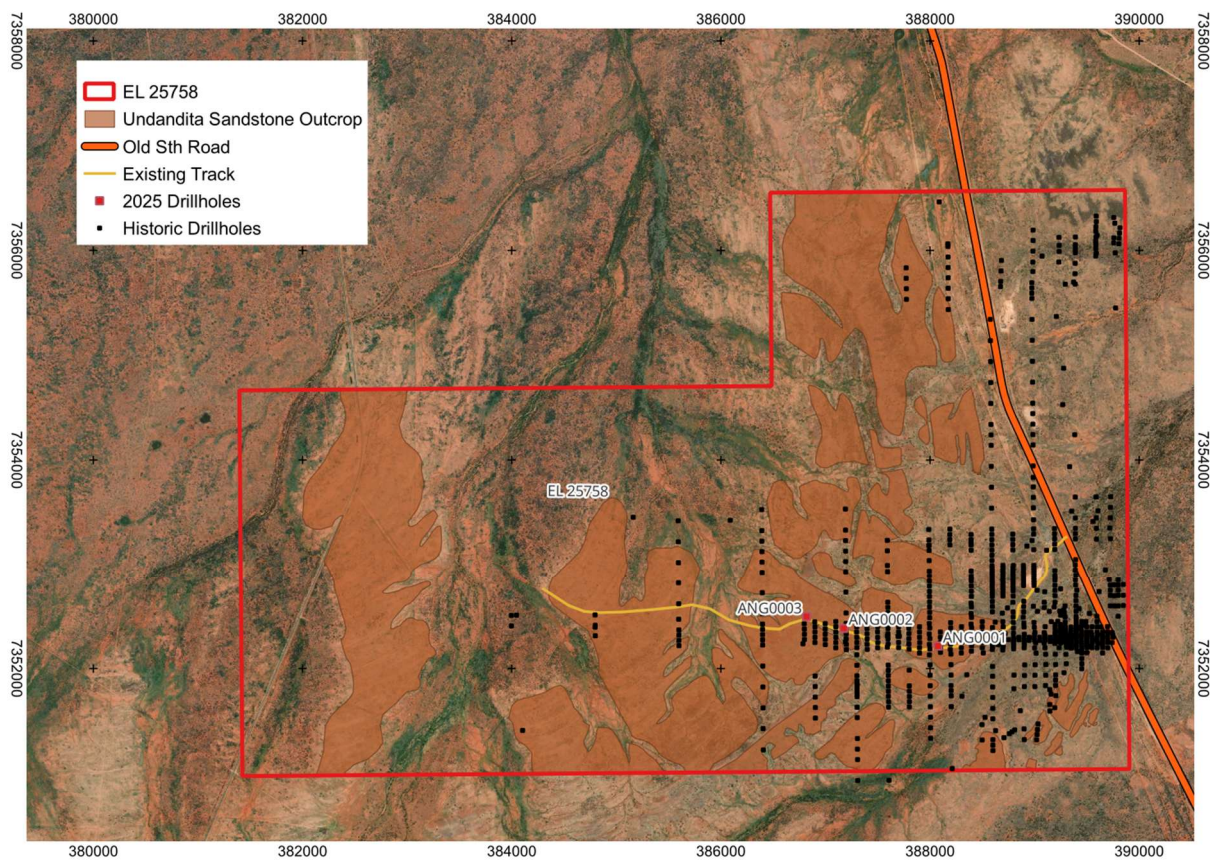 380000 382000 384000 386000 388000 390000
7358000 7358000
EL 25758
Undandita Sandstone Outcrop
Old Sth Road
Existing Track
2025 Drillholes
Historic Drillholes
7356000 7356000
7354000 7354000
EL 25758
ANG0003 ANG0002
ANG0001
7352000 7352000
380000 382000 384000 386000 388000 390000